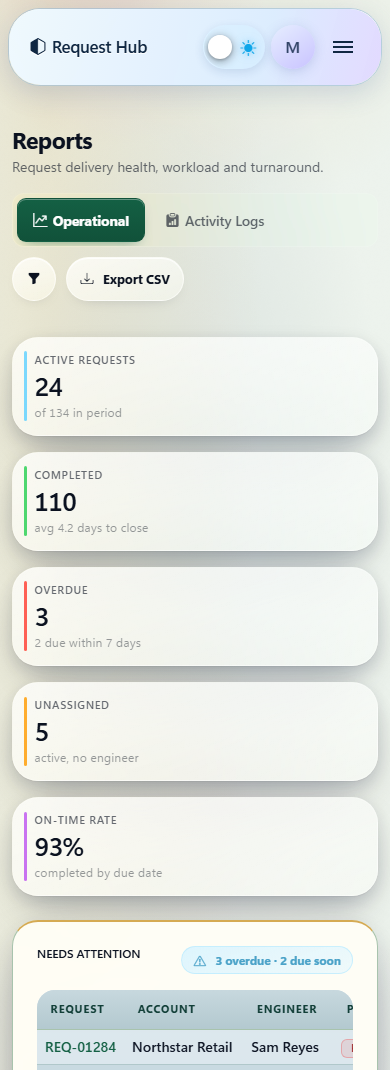 Request Hub
M
Reports
Request delivery health, workload and turnaround.
Operational
Activity Logs
Export CSV
ACTIVE REQUESTS
24
of 134 in period
COMPLETED
110
avg 4.2 days to close
OVERDUE
3
2 due within 7 days
UNASSIGNED
5
active, no engineer
ON-TIME RATE
93%
completed by due date
NEEDS ATTENTION
3 overdue · 2 due soon
REQUEST ACCOUNT ENGINEER
REQ-01284 Northstar Retail Sam Reyes